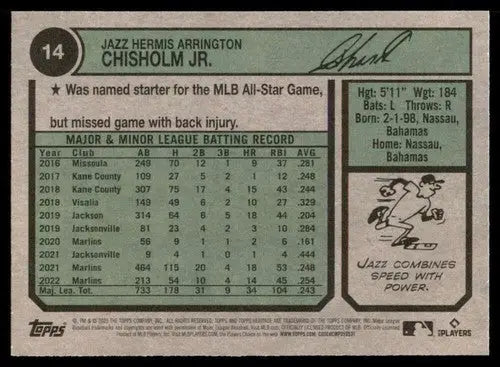 14
JAZZ HERMIS ARRINGTON
CHISHOLM JR.
★ Was named starter for the MLB All-Star Game,
but missed game with back injury.
Hgt: 5'11" Wgt: 184
Bats: L Throws: R
Born: 2-1-98, Nassau,
Bahamas
Home: Nassau,
Bahamas
MAJOR & MINOR LEAGUE BATTING RECORD
Year Club AB H 2B 3B HR RBI AVG
2016 Missoula 249 70 12 1 9 37 .281
2017 Kane County 109 27 5 2 1 12 .248
2018 Kane County 307 75 17 4 15 43 .244
2018 Visalia 149 49 6 2 10 27 .329
2019 Jackson 314 64 6 5 18 44 .204
2019 Jacksonville 81 23 4 2 3 10 .284
2020 Marlins 56 9 1 1 2 6 .161
2021 Jacksonville 9 4 1 0 1 2 .444
2021 Marlins 464 115 20 4 18 53 .248
2022 Marlins 213 54 10 4 14 45 .254
Maj. Lea. Tot. 733 178 31 9 34 104 .243
JAZZ COMBINES
SPEED WITH
POWER.
TOPPS
MLB
PLAYERS